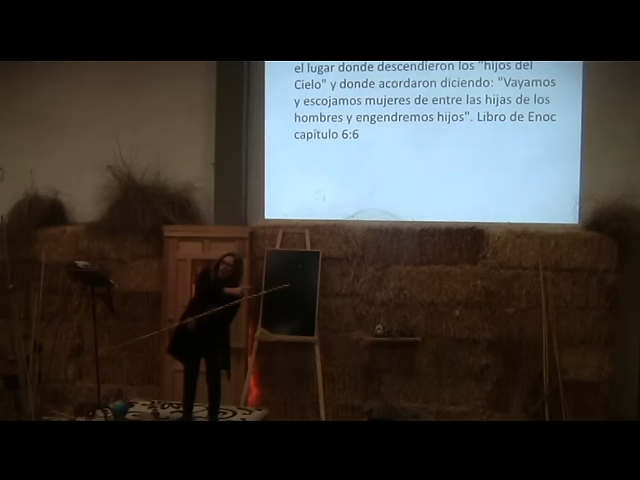 el lugar donde descendieron los "hijos del
Cielo" y donde acordaron diciendo: "Vayamos
y escojamos mujeres de entre las hijas de los
hombres y engendremos hijos". Libro de Enoc
capítulo 6:6